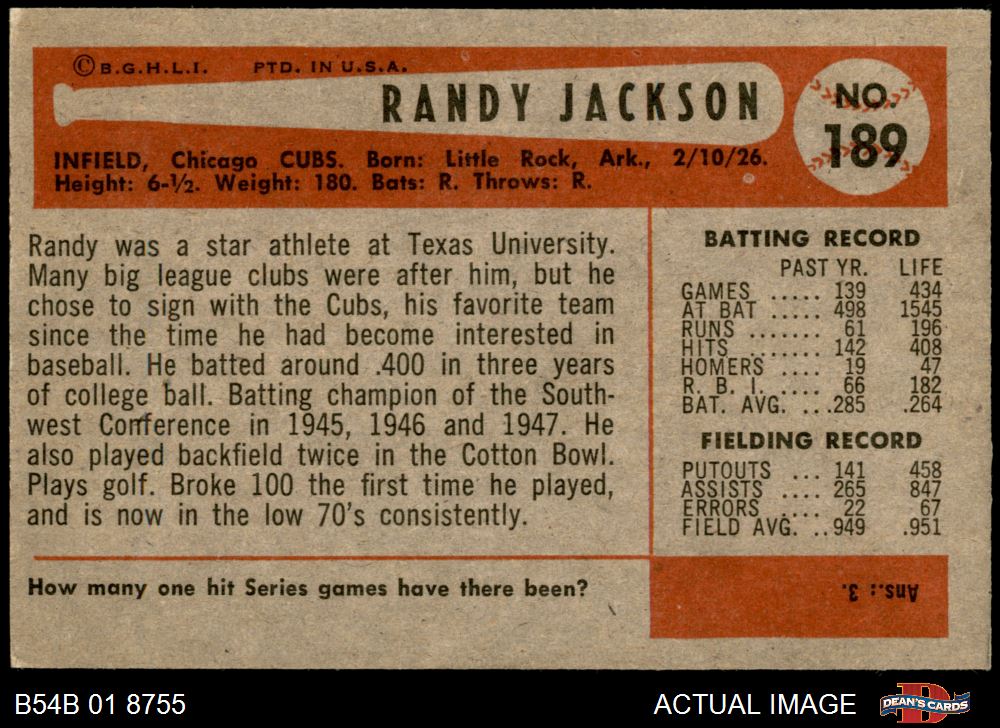 ©B.G.H.L.I. PTD. IN U.S.A.
RANDY JACKSON
NO.
189
INFIELD, Chicago CUBS. Born: Little Rock, Ark., 2/10/26.
Height: 6-½. Weight: 180. Bats: R. Throws: R.
Randy was a star athlete at Texas University.
Many big league clubs were after him, but he
chose to sign with the Cubs, his favorite team
since the time he had become interested in
baseball. He batted around .400 in three years
of college ball. Batting champion of the South-
west Conference in 1945, 1946 and 1947. He
also played backfield twice in the Cotton Bowl.
Plays golf. Broke 100 the first time he played,
and is now in the low 70's consistently.
BATTING RECORD
PAST YR. LIFE
GAMES ..... 139 434
AT BAT ..... 498 1545
RUNS ....... 61 196
HITS ....... 142 408
HOMERS .... 19 47
R. B. I. .... 66 182
BAT. AVG. ...285 .264
FIELDING RECORD
PUTOUTS ... 141 458
ASSISTS .... 265 847
ERRORS .... 22 67
FIELD AVG. ..949 .951
How many one hit Series games have there been?
Ans.: 3.
B54B 01 8755
ACTUAL IMAGE
DEAN'S CARDS